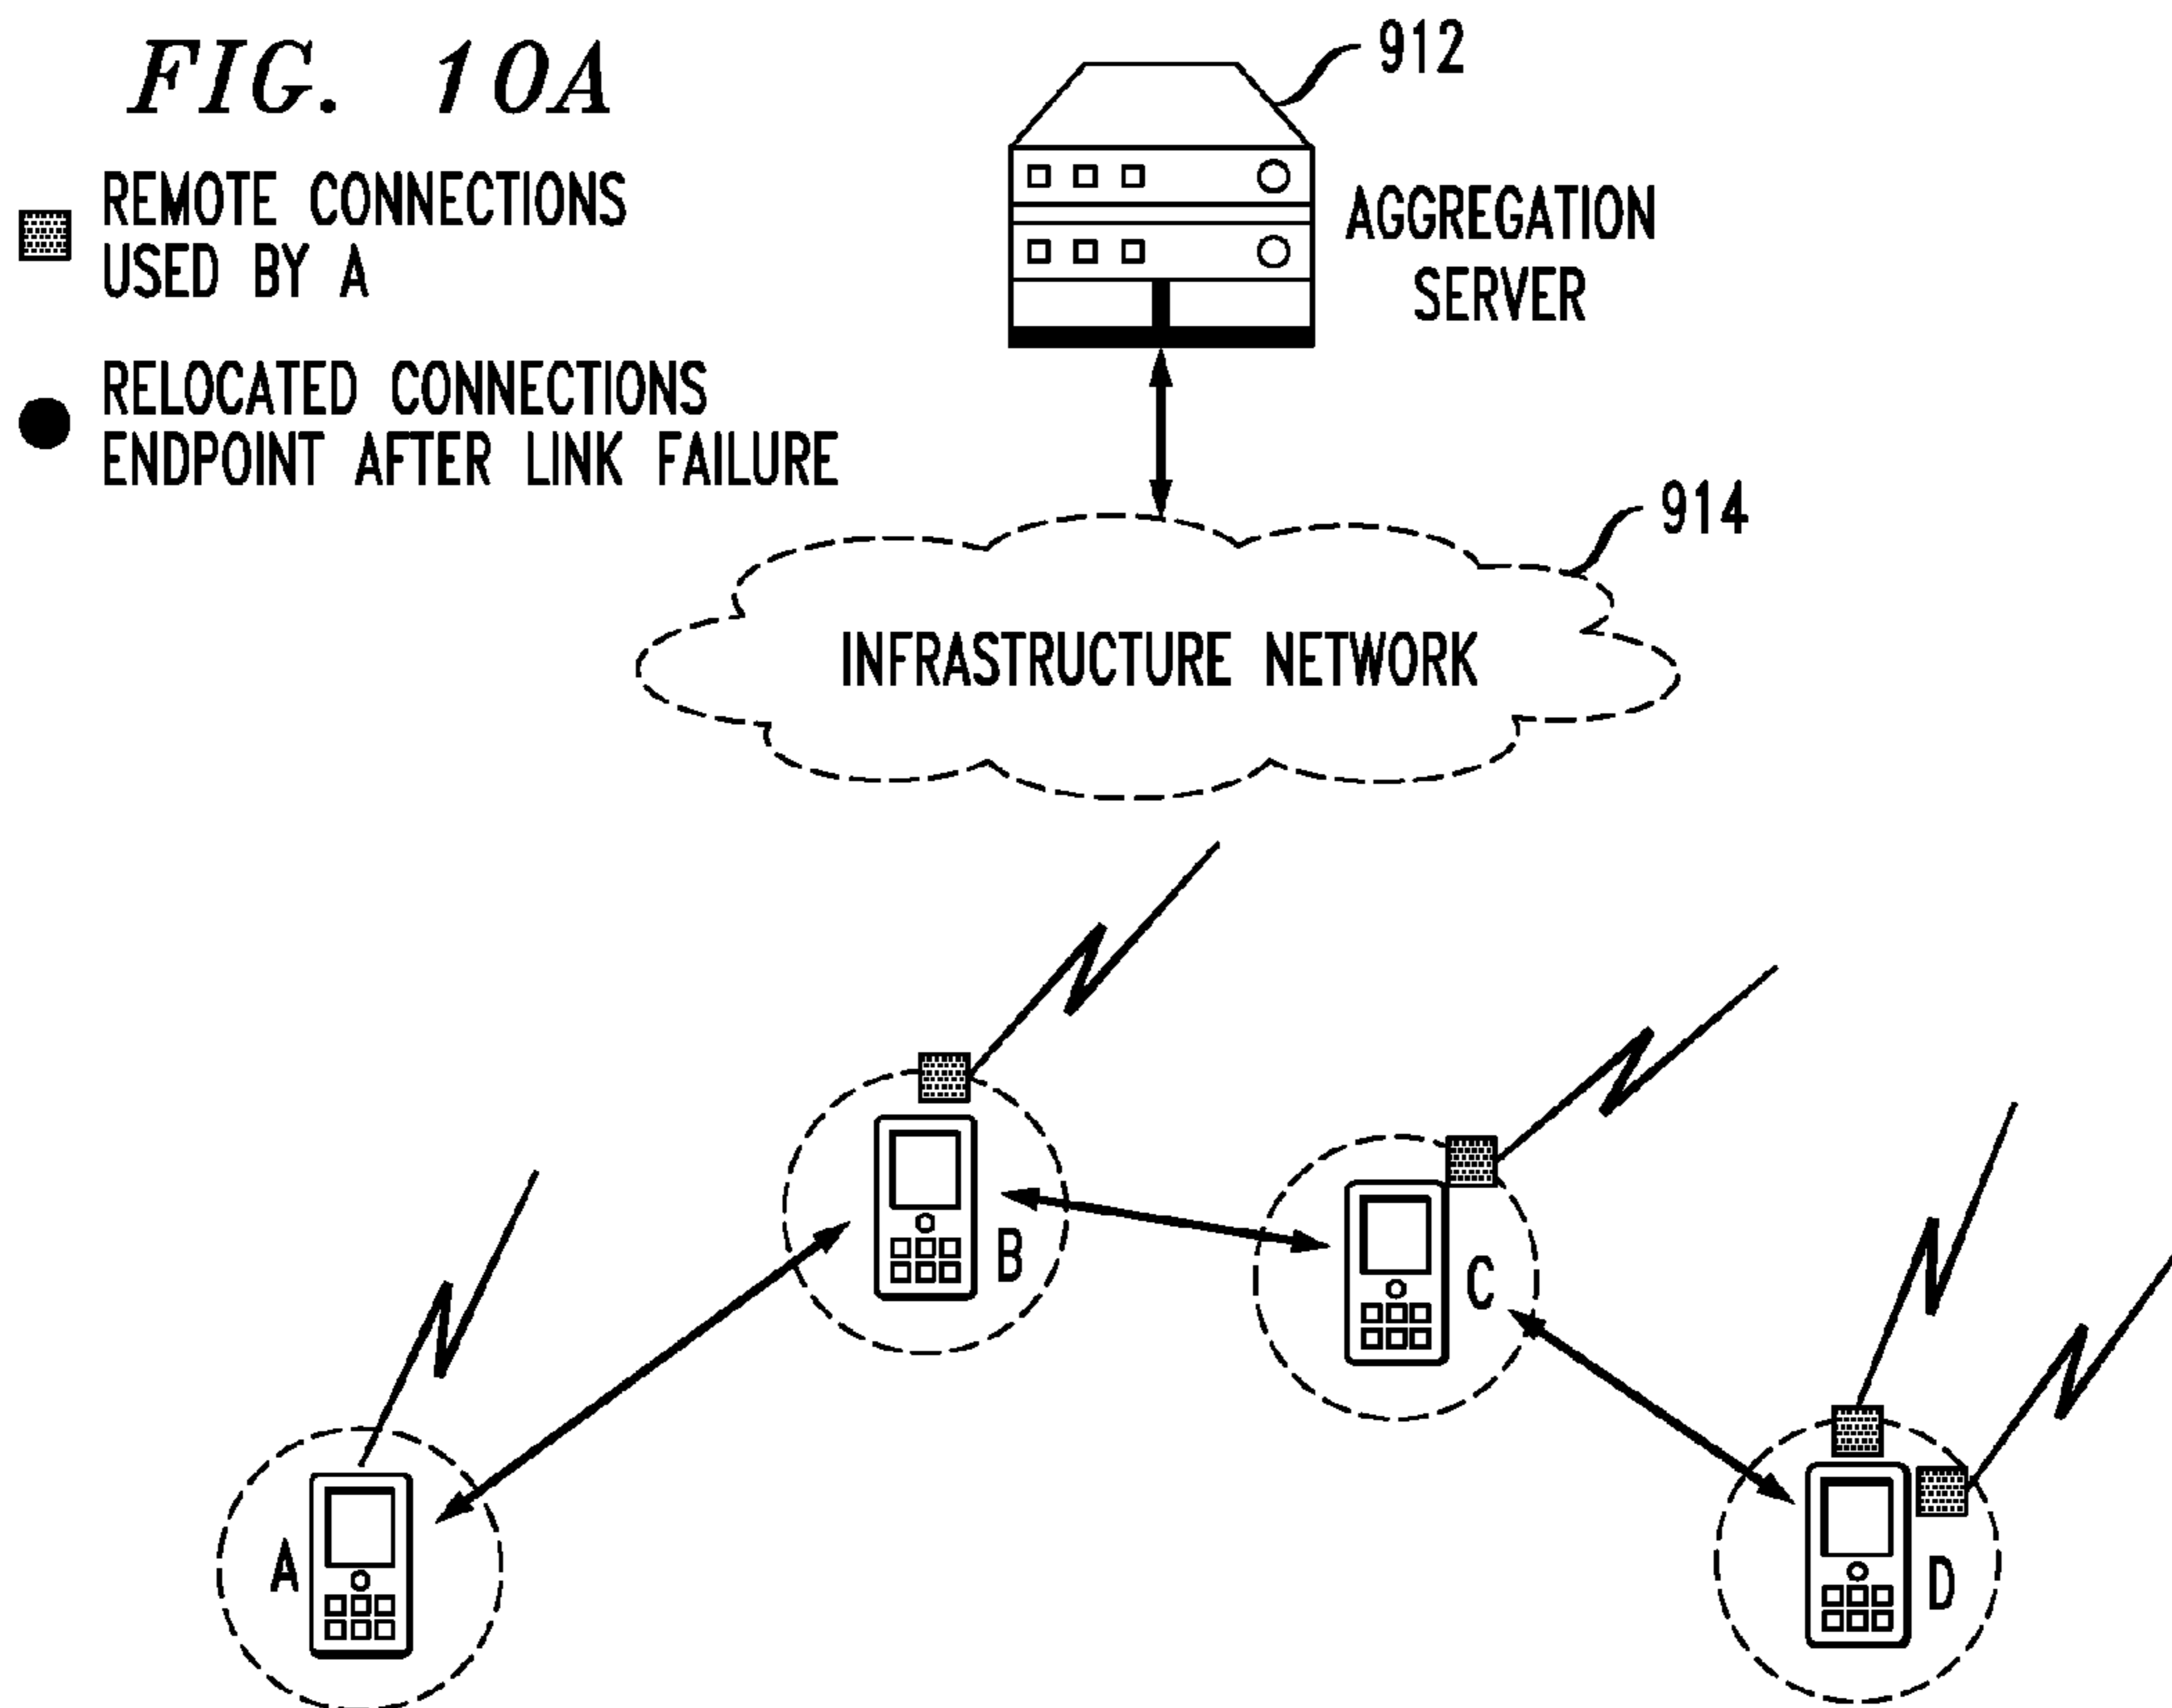 FIG. 10A
REMOTE CONNECTIONS
USED BY A
RELOCATED CONNECTIONS
ENDPOINT AFTER LINK FAILURE
912
AGGREGATION
SERVER
914
INFRASTRUCTURE NETWORK
B
C
A
D